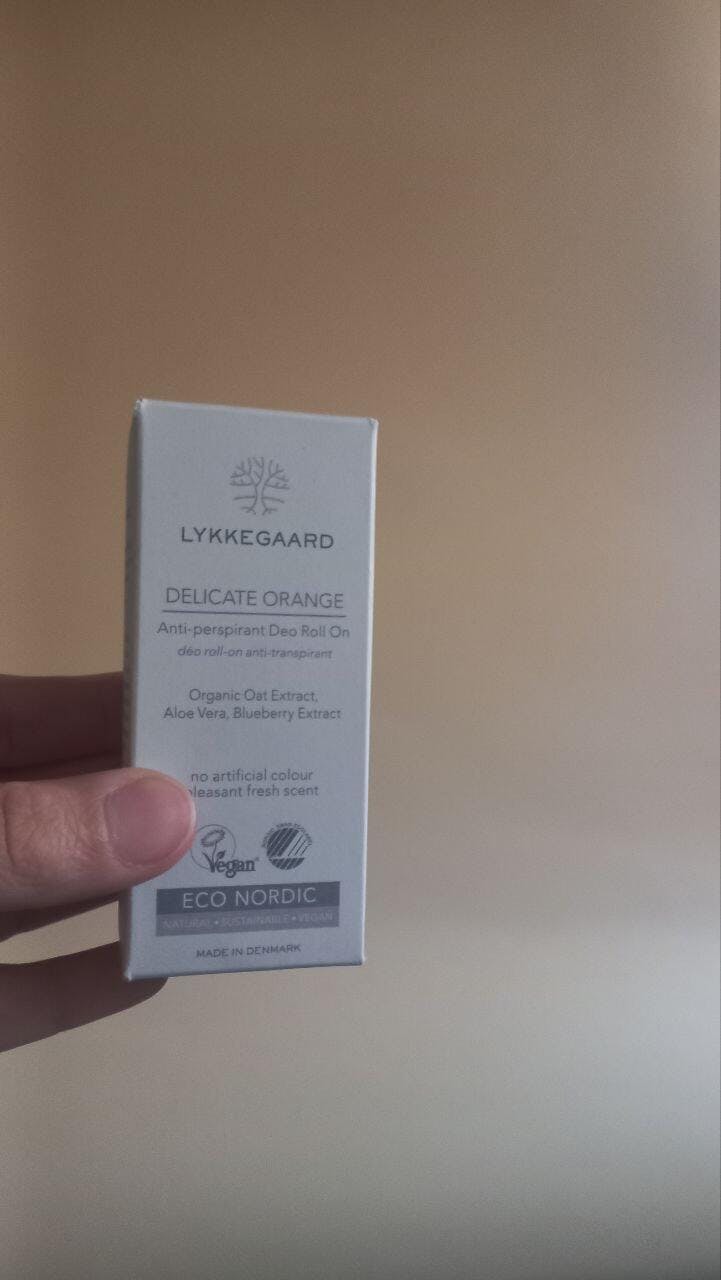 LYKKEGAARD
DELICATE ORANGE
Anti-perspirant Deo Roll On
déo roll-on anti-transpirant
Organic Oat Extract,
Aloe Vera, Blueberry Extract
no artificial colour
pleasant fresh scent
Vegan
ECO NORDIC
NATURAL • SUSTAINABLE • VEGAN
MADE IN DENMARK